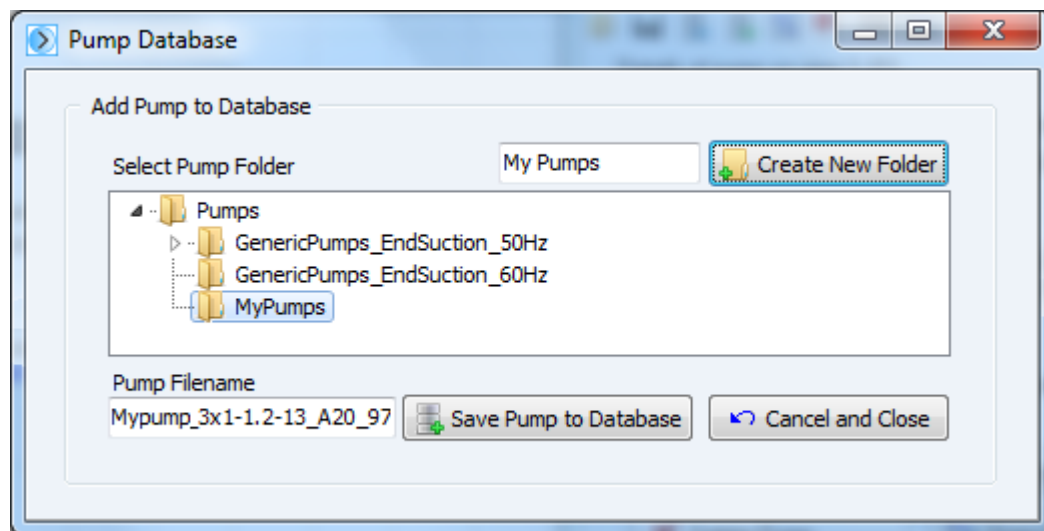 Pump Database
Add Pump to Database
Select Pump Folder
My Pumps
Create New Folder
Pumps
GenericPumps_EndSuction_50Hz
GenericPumps_EndSuction_60Hz
MyPumps
Pump Filename
Mypump_3x1-1.2-13_A20_97
Save Pump to Database
Cancel and Close